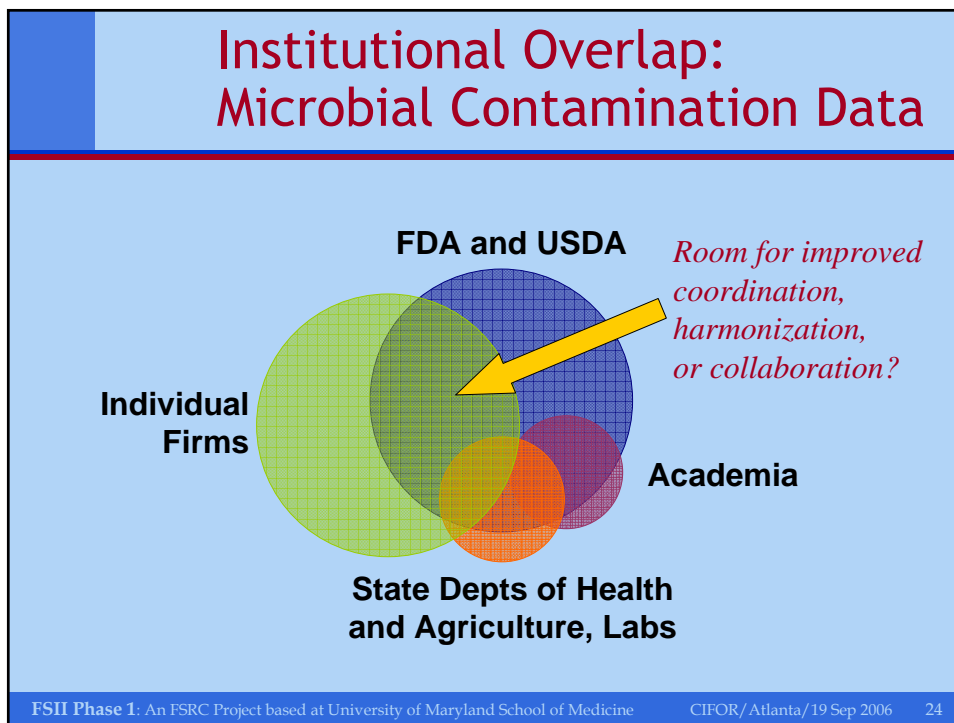 Institutional Overlap:
Microbial Contamination Data
FDA and USDA
Room for improved
coordination,
harmonization,
or collaboration?
Individual
Firms
Academia
State Depts of Health
and Agriculture, Labs
FSII Phase 1: An FSRC Project based at University of Maryland School of Medicine CIFOR/Atlanta/19 Sep 2006 24